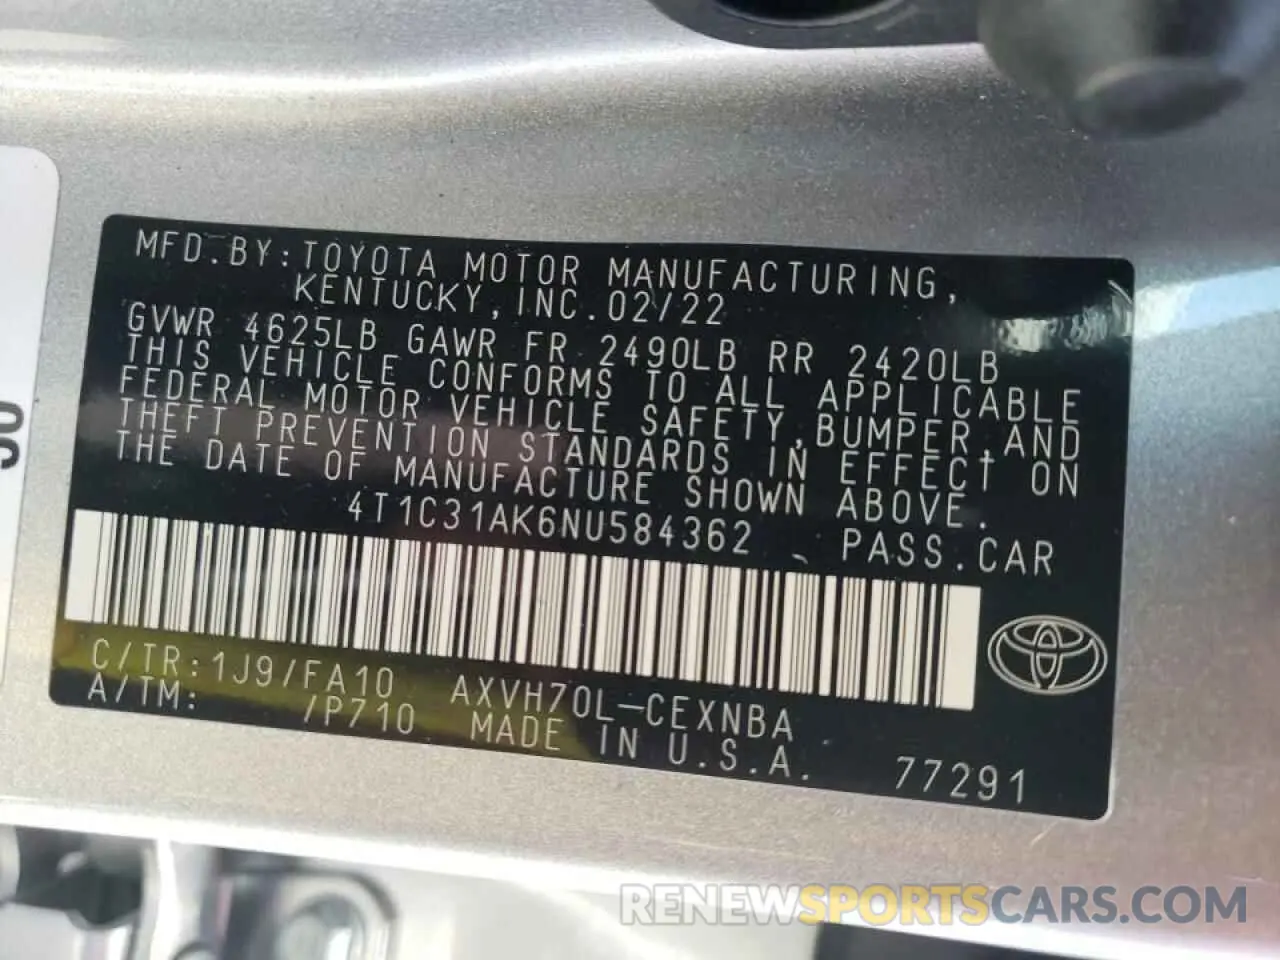 MFD.BY:TOYOTA MOTOR MANUFACTURING,
KENTUCKY,INC.02/22
GVWR 4625LB GAWR FR 2490LB RR 2420LB
THIS VEHICLE CONFORMS TO ALL APPLICABLE
FEDERAL MOTOR VEHICLE SAFETY,BUMPER,AND
THEFT PREVENTION STANDARDS IN EFFECT ON
THE DATE OF MANUFACTURE SHOWN ABOVE.
4T1C31AK6NU584362 PASS.CAR
C/TR:1J9/FA10 AXVH70L-CEXNBA
A/TM: /P710 MADE IN U.S.A. 77291
RENEWSPORTSCARS.COM